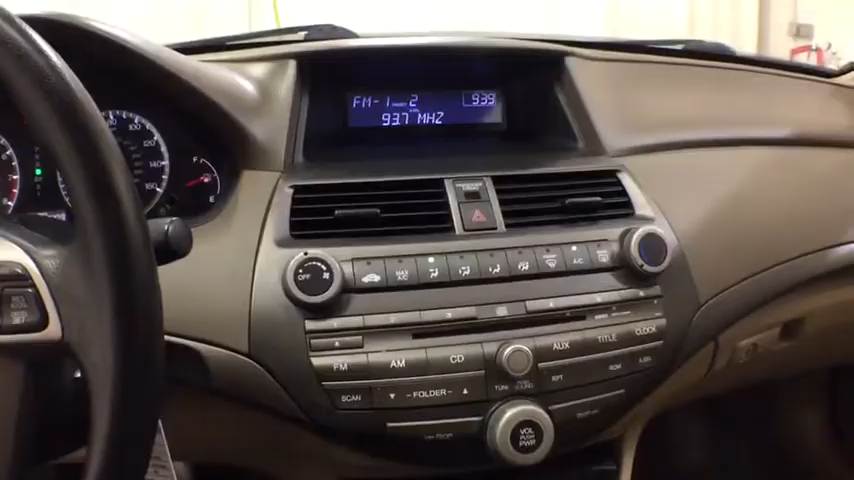 FM-1 2 9:39
93.7 MHZ
F
E
OFF
MAX A/C
A/C
FM AM CD AUX TITLE CLOCK
SCAN ▼ -FOLDER- ▲ TUNE RPT RDM
SOUND
VOL
PUSH
PWR